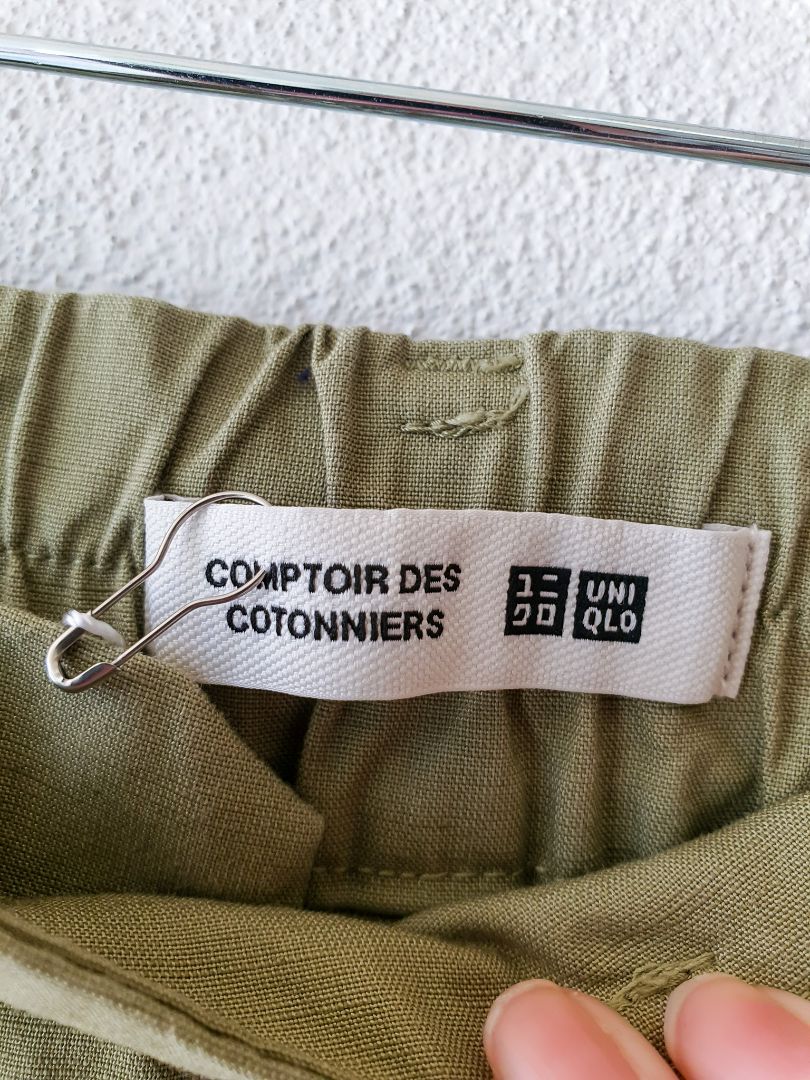 COMPTOIR DES
COTONNIERS
ユニ
クロ
UNI
QLO